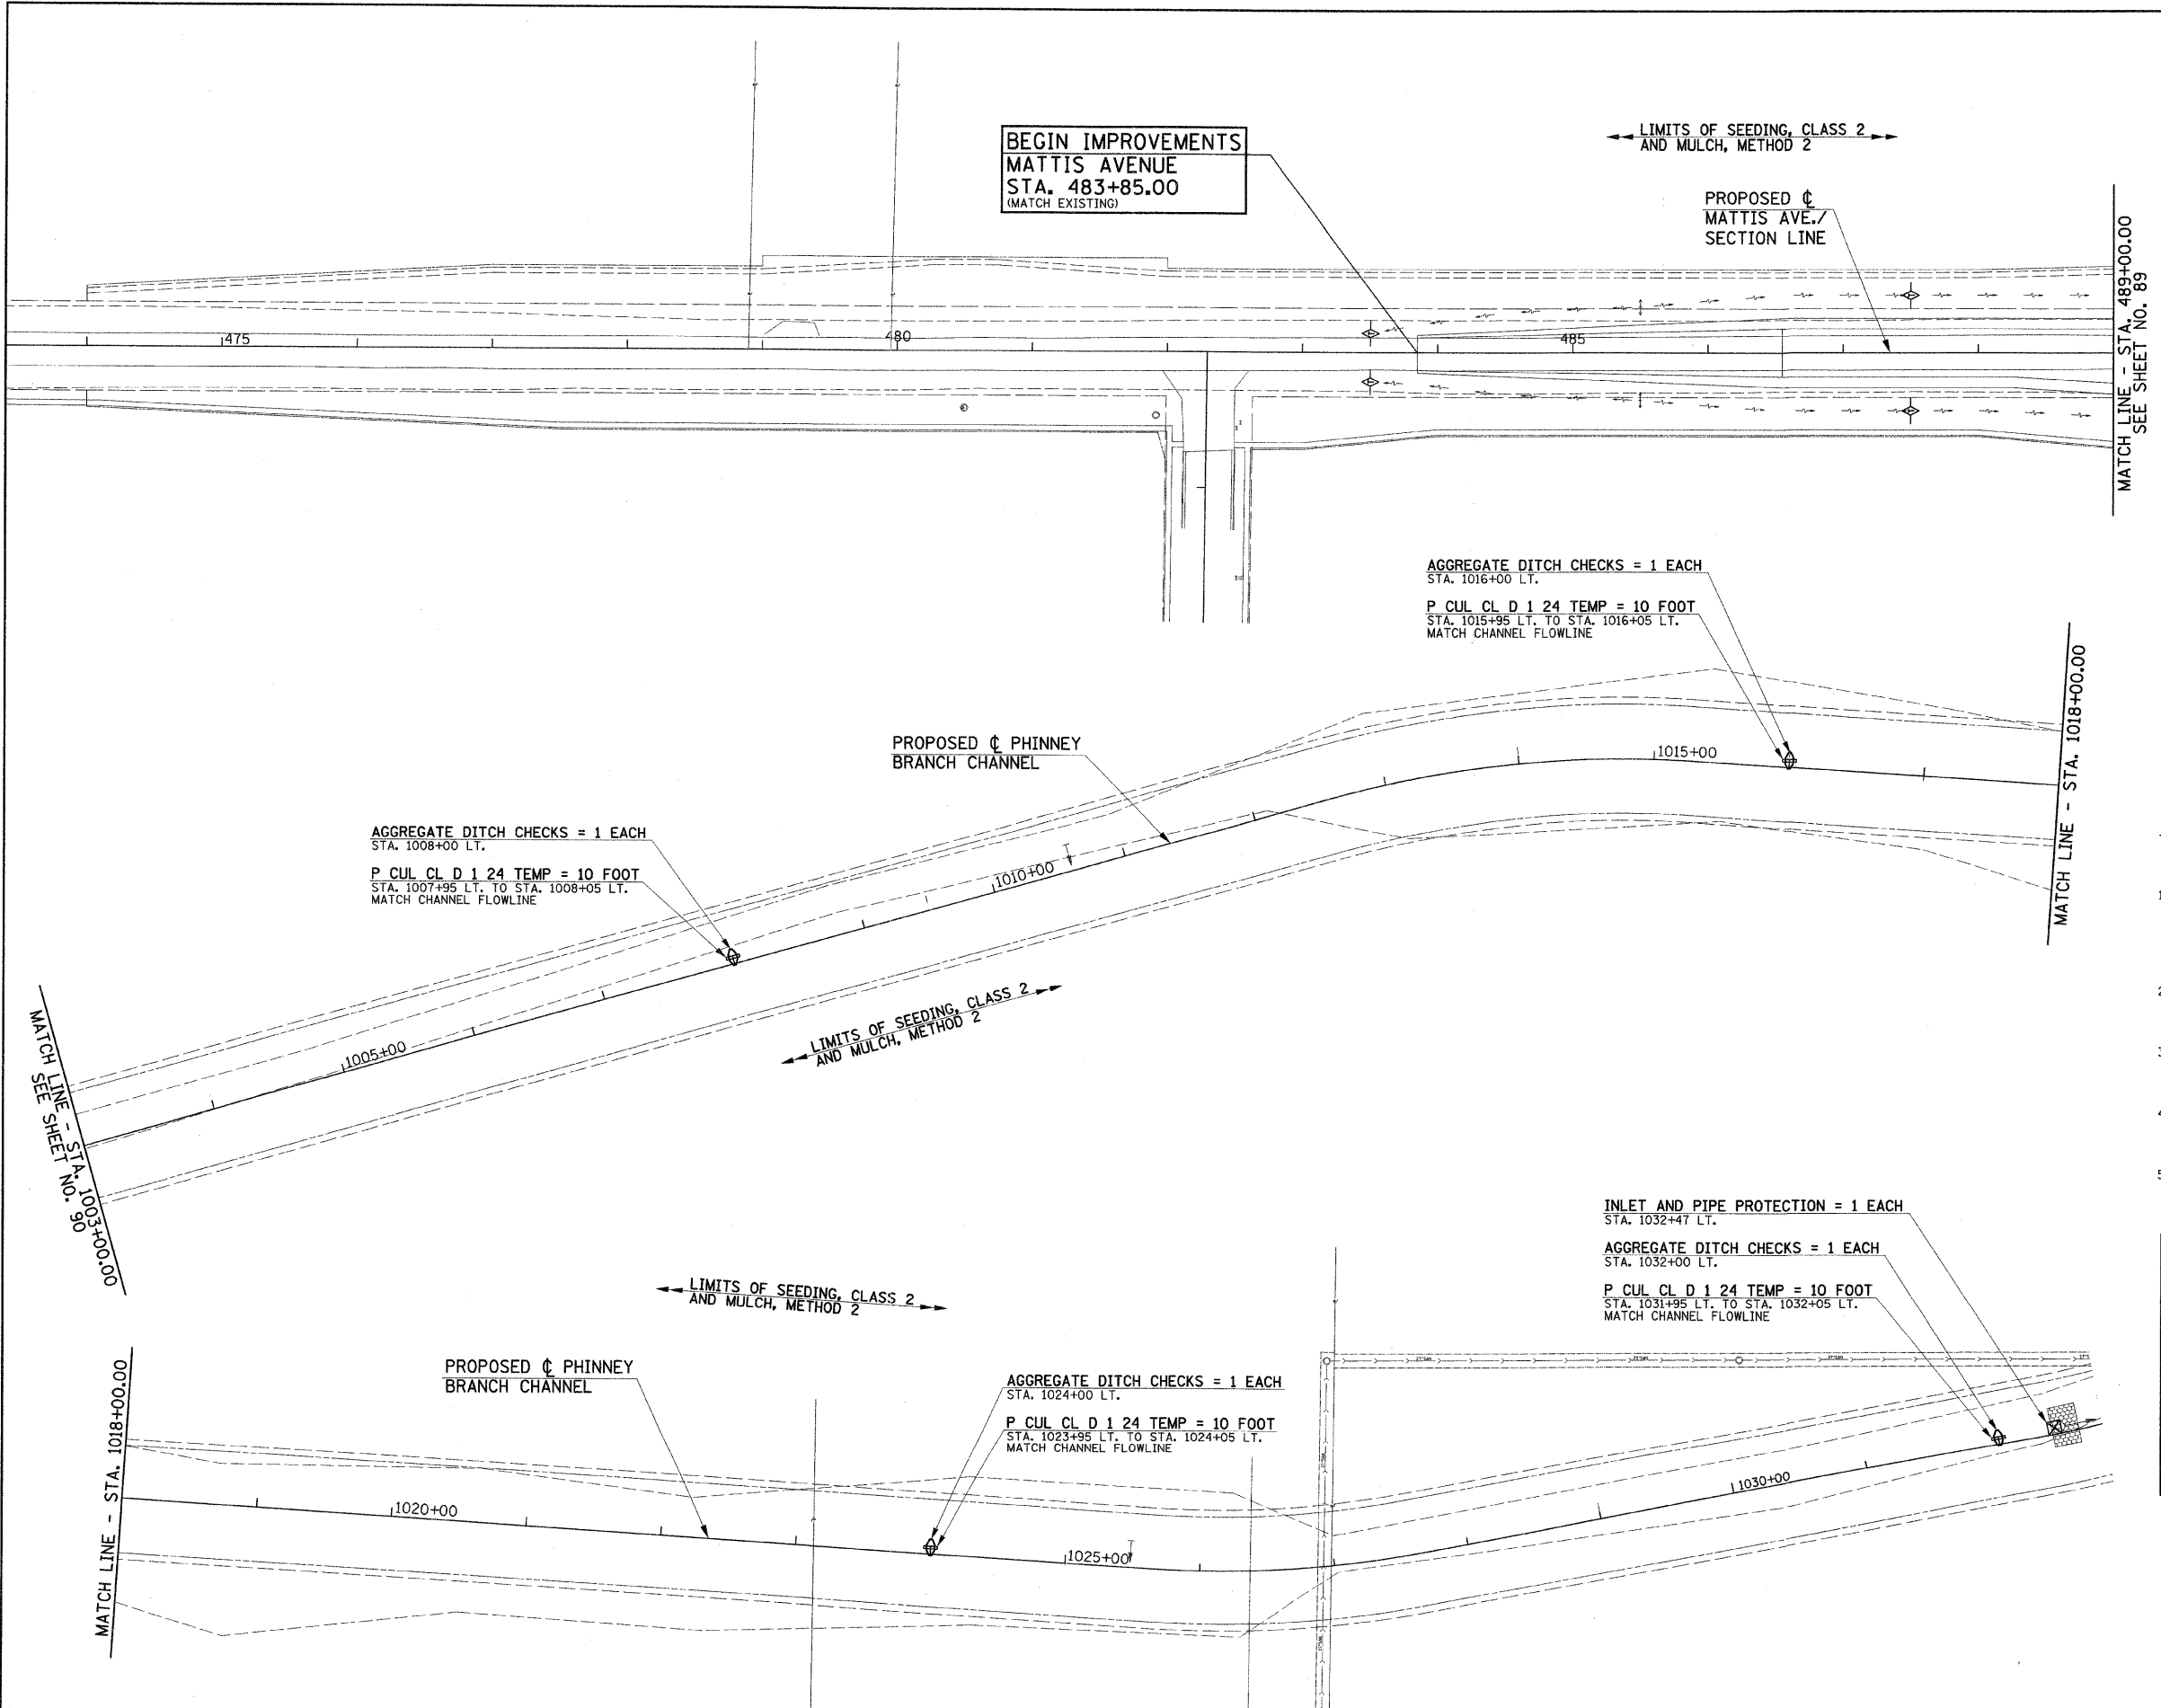 BEGIN IMPROVEMENTS
MATTIS AVENUE
STA. 483+85.00
(MATCH EXISTING)
LIMITS OF SEEDING, CLASS 2
AND MULCH, METHOD 2
PROPOSED ℄
MATTIS AVE./
SECTION LINE
MATCH LINE - STA. 489+00.00
SEE SHEET NO. 89
475
480
485
AGGREGATE DITCH CHECKS = 1 EACH
STA. 1016+00 LT.
P CUL CL D 1 24 TEMP = 10 FOOT
STA. 1015+95 LT. TO STA. 1016+05 LT.
MATCH CHANNEL FLOWLINE
MATCH LINE - STA. 1018+00.00
PROPOSED ℄ PHINNEY
BRANCH CHANNEL
1015+00
AGGREGATE DITCH CHECKS = 1 EACH
STA. 1008+00 LT.
P CUL CL D 1 24 TEMP = 10 FOOT
STA. 1007+95 LT. TO STA. 1008+05 LT.
MATCH CHANNEL FLOWLINE
1010+00
1005+00
LIMITS OF SEEDING, CLASS 2
AND MULCH, METHOD 2
MATCH LINE - STA. 1003+00.00
SEE SHEET NO. 90
INLET AND PIPE PROTECTION = 1 EACH
STA. 1032+47 LT.
AGGREGATE DITCH CHECKS = 1 EACH
STA. 1032+00 LT.
P CUL CL D 1 24 TEMP = 10 FOOT
STA. 1031+95 LT. TO STA. 1032+05 LT.
MATCH CHANNEL FLOWLINE
LIMITS OF SEEDING, CLASS 2
AND MULCH, METHOD 2
PROPOSED ℄ PHINNEY
BRANCH CHANNEL
AGGREGATE DITCH CHECKS = 1 EACH
STA. 1024+00 LT.
P CUL CL D 1 24 TEMP = 10 FOOT
STA. 1023+95 LT. TO STA. 1024+05 LT.
MATCH CHANNEL FLOWLINE
MATCH LINE - STA. 1018+00.00
1020+00
1025+00
1030+00